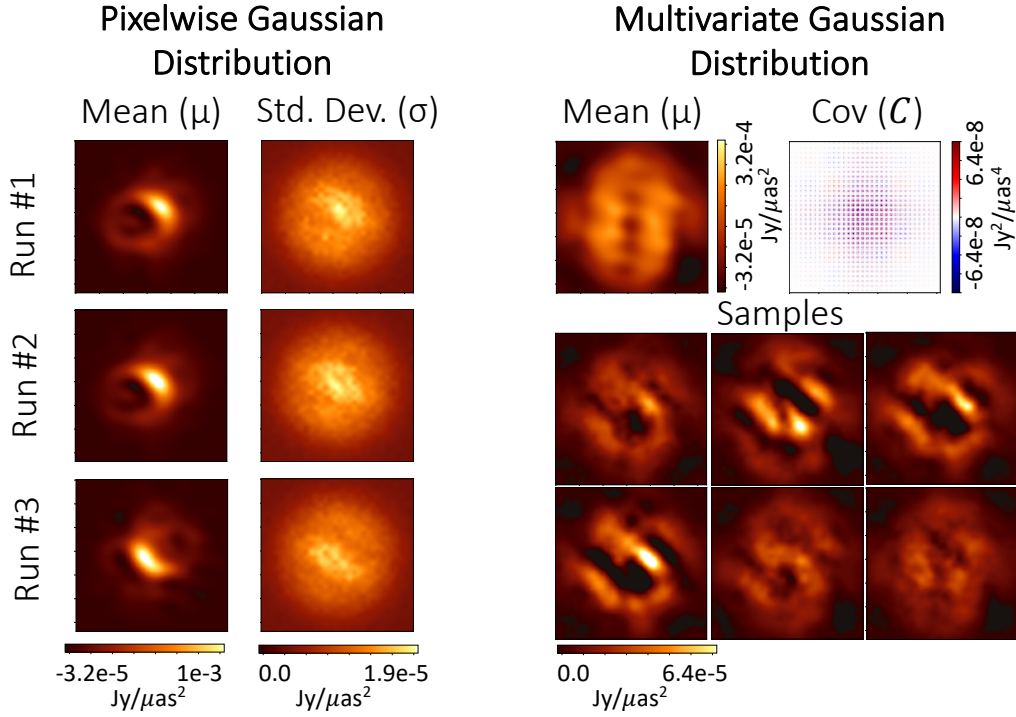 Pixelwise Gaussian
Distribution
Mean (μ)
Std. Dev. (σ)
Run #1
Run #2
Run #3
-3.2e-5
1e-3
Jy/μas²
0.0
1.9e-5
Jy/μas²
Multivariate Gaussian
Distribution
Mean (μ)
Cov (C)
3.2e-4
-3.2e-5
Jy/μas²
6.4e-8
-6.4e-8
Jy²/μas⁴
Samples
0.0
6.4e-5
Jy/μas²